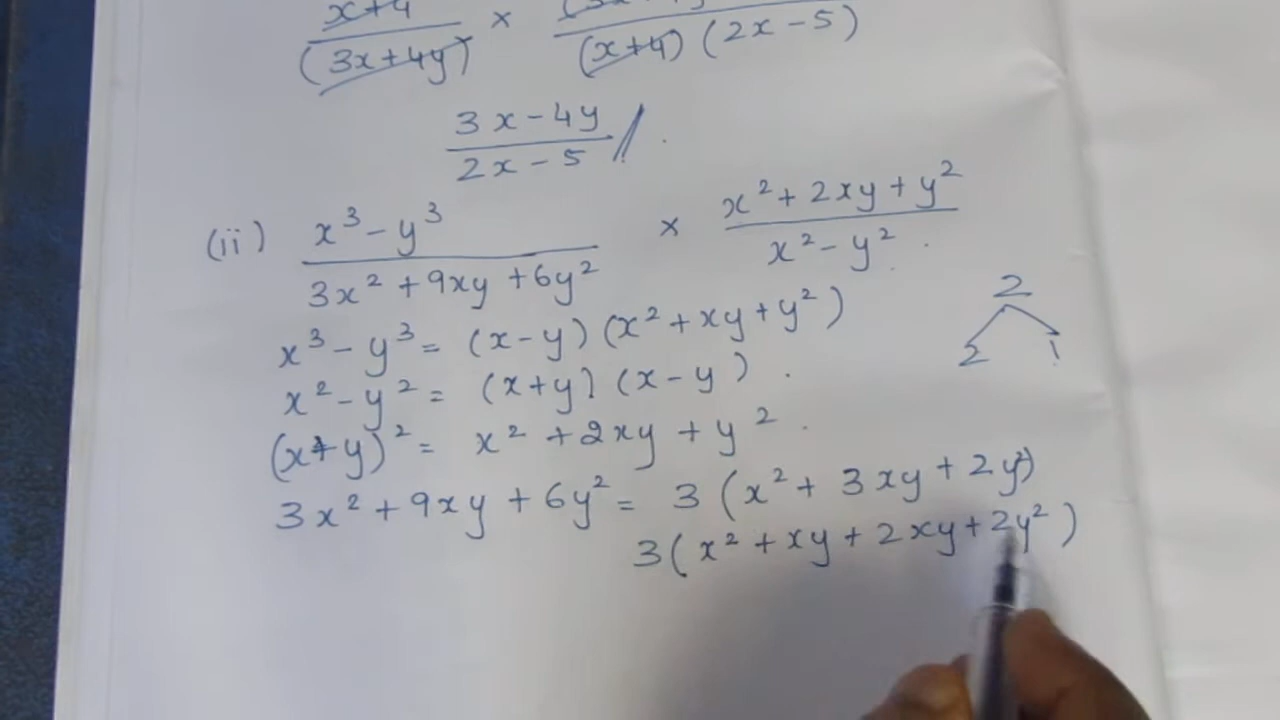 x+4 / (3x+4y) × / (x+4) (2x-5)
3x-4y / 2x-5 //
(ii) x³-y³ / 3x²+9xy+6y² × x²+2xy+y² / x²-y² .
2
2 1
x³-y³ = (x-y) (x²+xy+y²)
x²-y² = (x+y) (x-y) .
(x+y)² = x²+2xy+y² .
3x²+9xy+6y² = 3 (x²+3xy+2y²)
3(x²+xy+2xy+2y²)